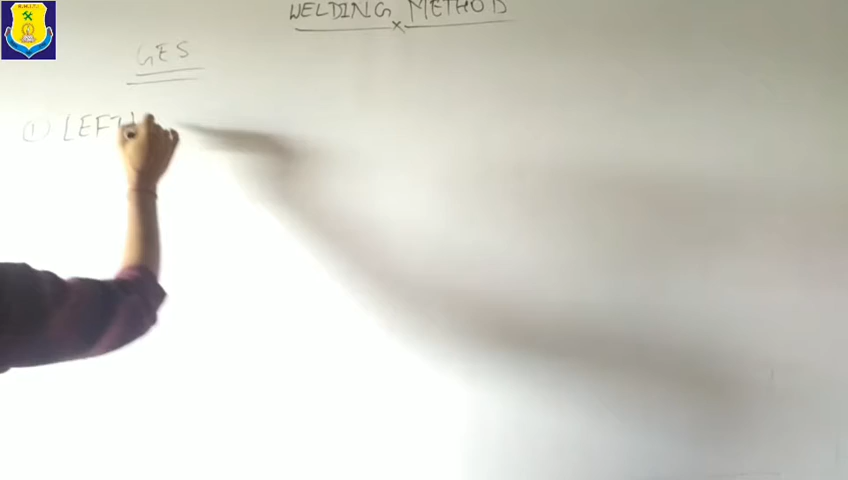 WELDING METHOD
GES
① LEFT